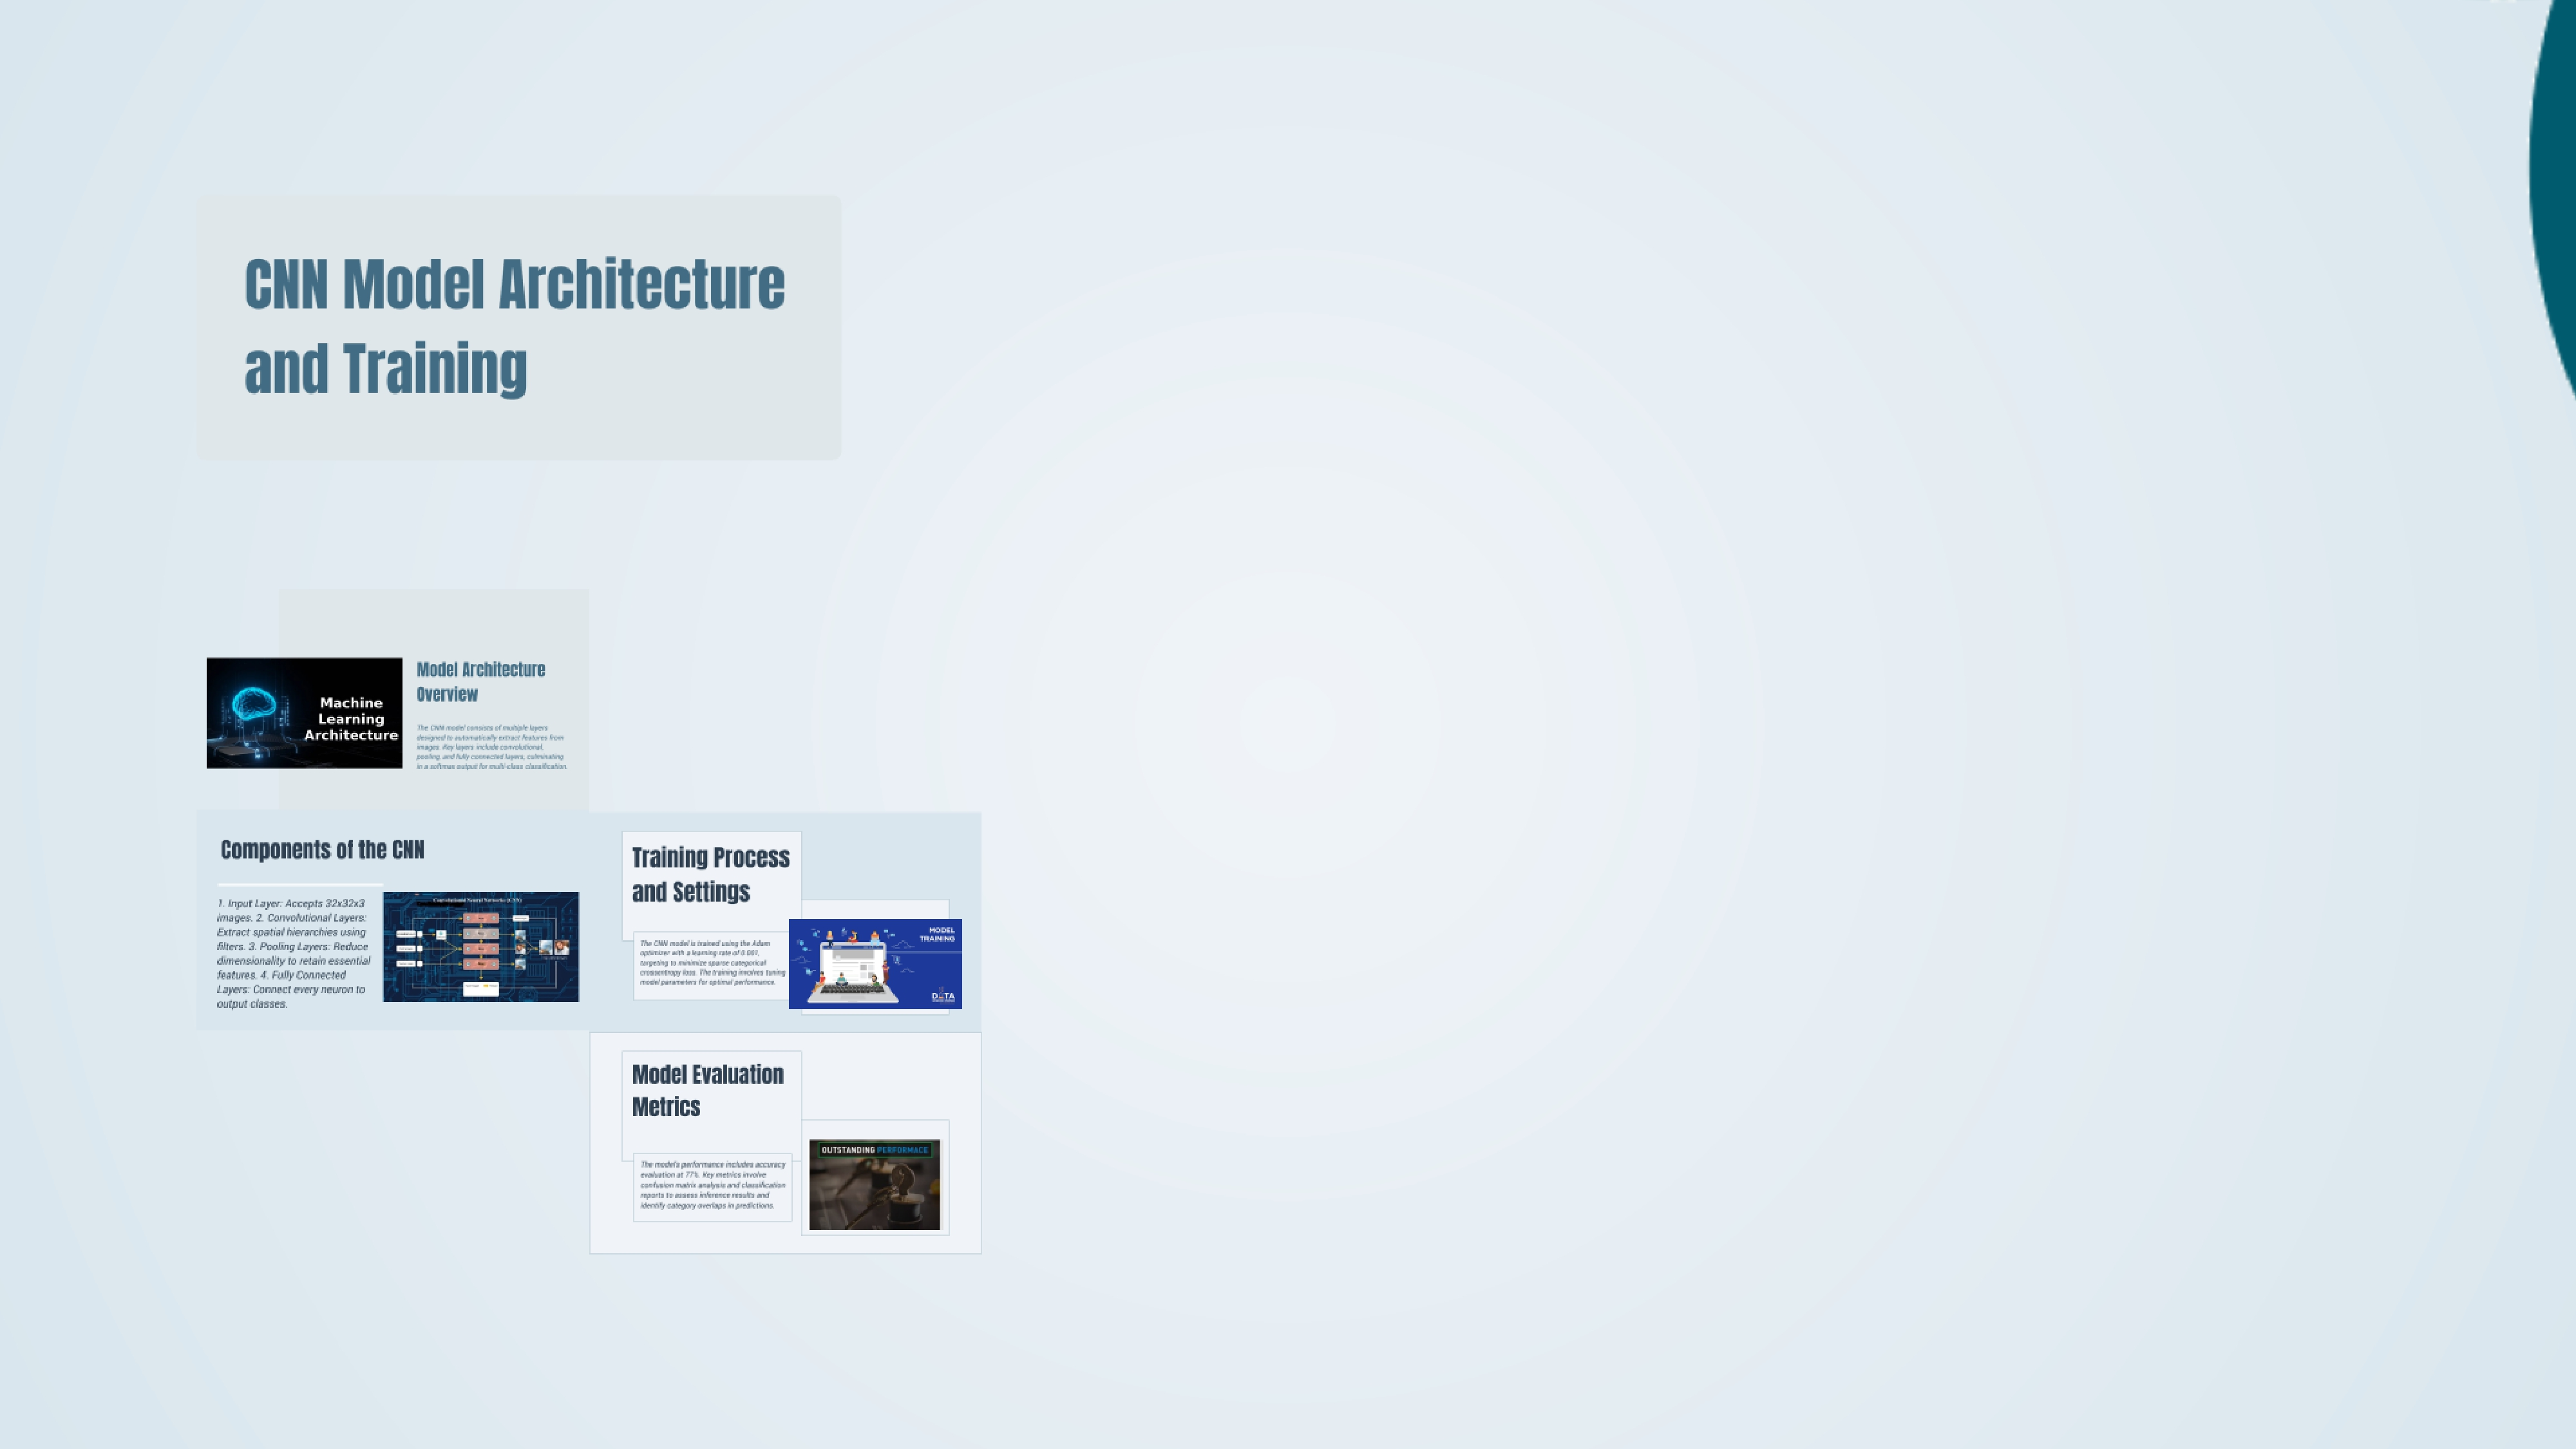 CNN Model Architecture
and Training
Machine
Learning
Architecture
Model Architecture
Overview
The CNN model consists of multiple layers
designed to automatically extract features from
images. Key layers include convolutional,
pooling, and fully connected layers, culminating
in a softmax output for multi-class classification.
Components of the CNN
1. Input Layer: Accepts 32x32x3
images. 2. Convolutional Layers:
Extract spatial hierarchies using
filters. 3. Pooling Layers: Reduce
dimensionality to retain essential
features. 4. Fully Connected
Layers: Connect every neuron to
output classes.
Convolutional Neural Networks (CNN)
Training Process
and Settings
The CNN model is trained using the Adam
optimizer with a learning rate of 0.001,
targeting to minimize sparse categorical
crossentropy loss. The training involves tuning
model parameters for optimal performance.
MODEL
TRAINING
DATA
Model Evaluation
Metrics
The model's performance includes accuracy
evaluation at 77%. Key metrics involve
confusion matrix analysis and classification
reports to assess inference results and
identify category overlaps in predictions.
OUTSTANDING PERFORMACE